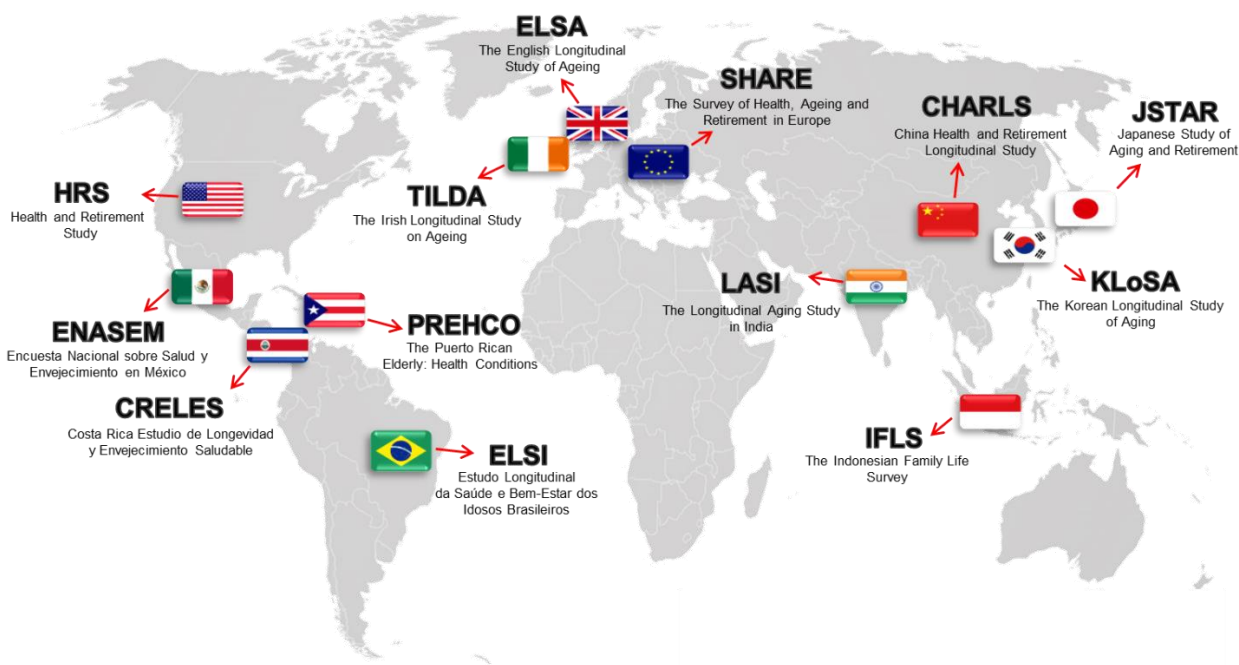 ELSA
The English Longitudinal
Study of Ageing
SHARE
The Survey of Health, Ageing and
Retirement in Europe
CHARLS
China Health and Retirement
Longitudinal Study
JSTAR
Japanese Study of
Aging and Retirement
HRS
Health and Retirement
Study
TILDA
The Irish Longitudinal Study
on Ageing
LASI
The Longitudinal Aging Study
in India
KLoSA
The Korean Longitudinal Study
of Aging
ENASEM
Encuesta Nacional sobre Salud y
Envejecimiento en México
PREHCO
The Puerto Rican
Elderly: Health Conditions
CRELES
Costa Rica Estudio de Longevidad
y Envejecimiento Saludable
ELSI
Estudo Longitudinal
da Saúde e Bem-Estar dos
Idosos Brasileiros
IFLS
The Indonesian Family Life
Survey